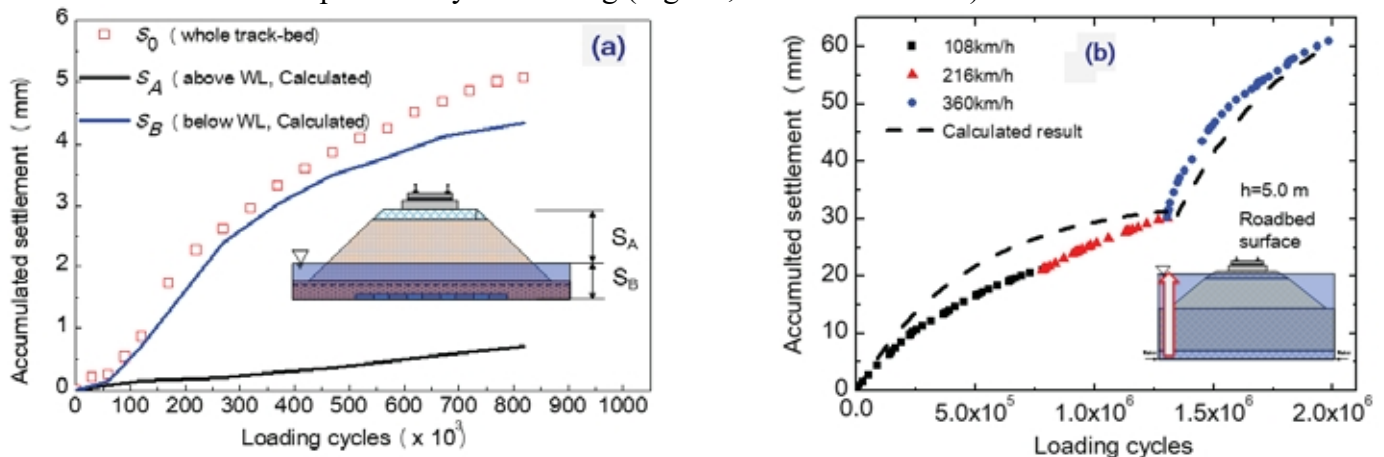 (a)
S0 ( whole track-bed)
SA ( above WL, Calculated)
SB ( below WL, Calculated)
Accumulated settlement ( mm)
6
5
4
3
2
1
0
SA
SB
0 100 200 300 400 500 600 700 800 900 1000
Loading cycles ( x 10³)
(b)
108km/h
216km/h
360km/h
Calculated result
Accumulted settlement ( mm)
60
50
40
30
20
10
0
h=5.0 m
Roadbed
surface
0.0 5.0x10⁵ 1.0x10⁶ 1.5x10⁶ 2.0x10⁶
Loading cycles